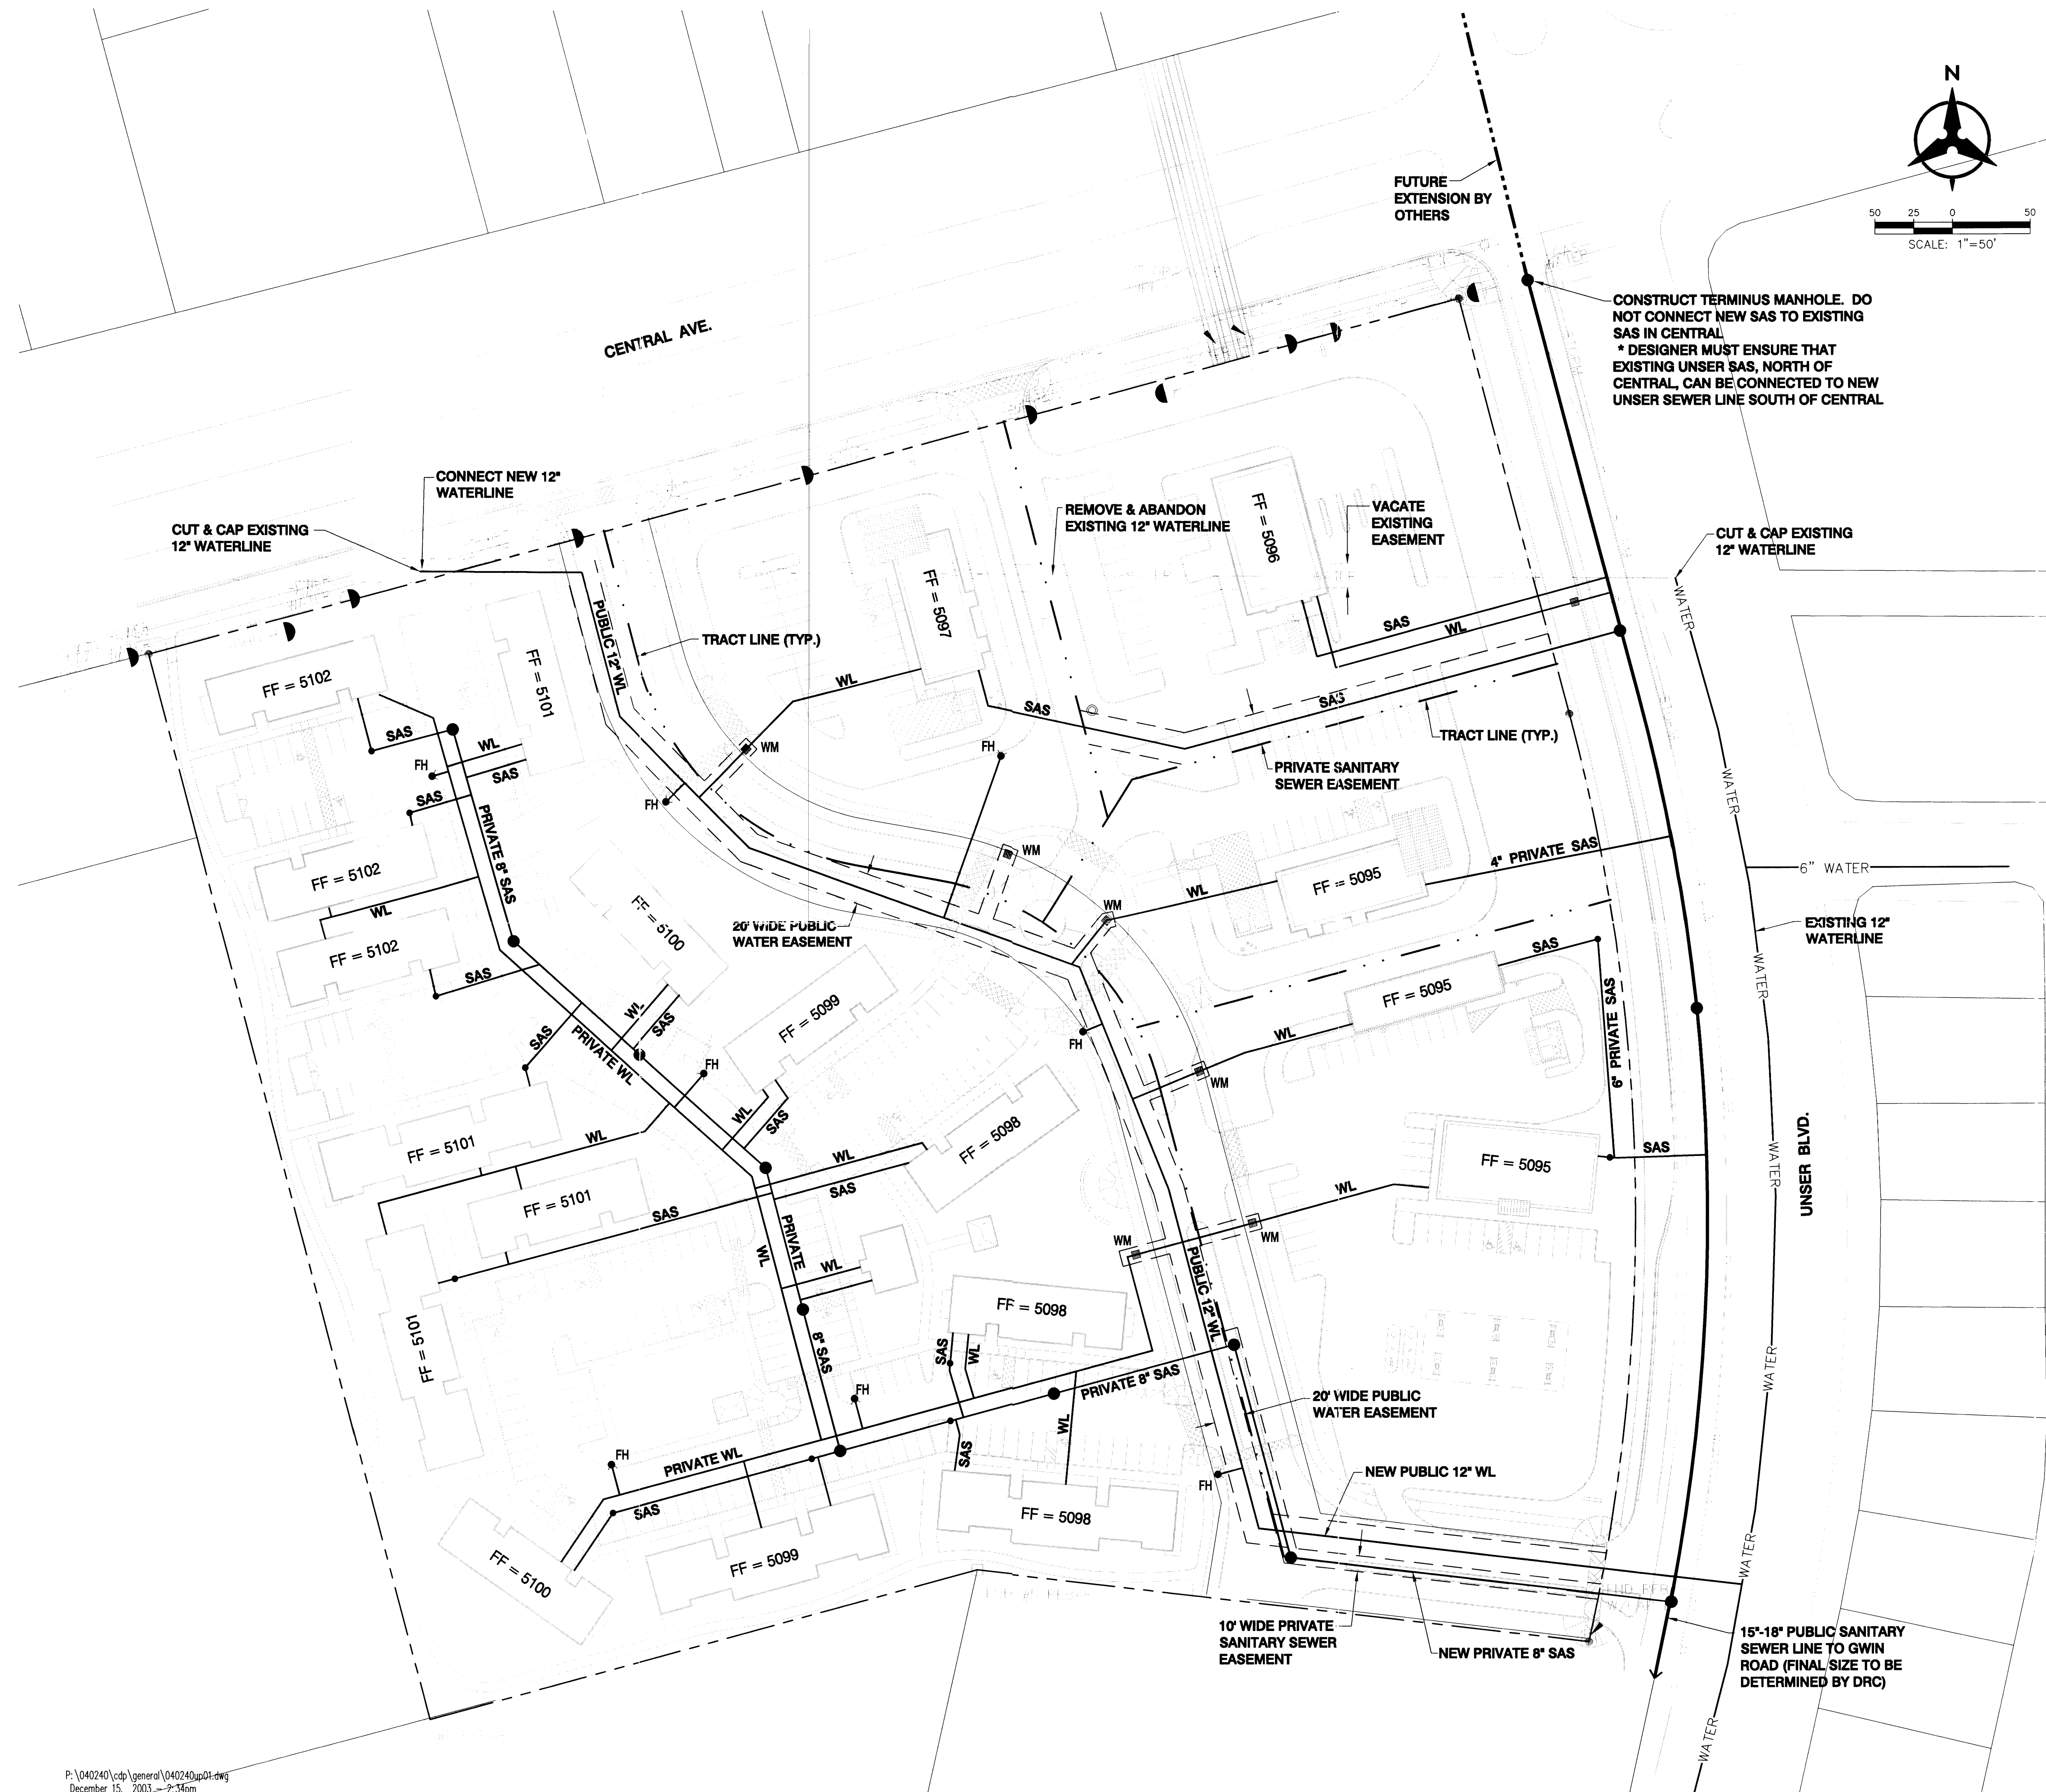 N
50 25 0 50
SCALE: 1"=50'
FUTURE
EXTENSION BY
OTHERS
CONSTRUCT TERMINUS MANHOLE. DO
NOT CONNECT NEW SAS TO EXISTING
SAS IN CENTRAL
* DESIGNER MUST ENSURE THAT
EXISTING UNSER SAS, NORTH OF
CENTRAL, CAN BE CONNECTED TO NEW
UNSER SEWER LINE SOUTH OF CENTRAL
CENTRAL AVE.
CONNECT NEW 12"
WATERLINE
CUT & CAP EXISTING
12" WATERLINE
REMOVE & ABANDON
EXISTING 12" WATERLINE
VACATE
EXISTING
EASEMENT
CUT & CAP EXISTING
12" WATERLINE
FF = 5096
FF = 5097
WATER
PUBLIC 12" WL
TRACT LINE (TYP.)
SAS
WL
FF = 5102
FF = 5101
WL
SAS
SAS
TRACT LINE (TYP.)
SAS
WL
WM
FH
FH
SAS
PRIVATE SANITARY
SEWER EASEMENT
WATER
SAS
FH
PRIVATE 8" SAS
WM
4" PRIVATE SAS
6" WATER
FF = 5102
FF = 5095
WL
WL
FF = 5100
WM
20' WIDE PUBLIC
WATER EASEMENT
EXISTING 12"
WATERLINE
FF = 5102
SAS
SAS
WATER
FF = 5095
WL
SAS
FF = 5099
SAS
PRIVATE WL
WL
FH
6" PRIVATE SAS
FH
WM
WL
SAS
FF = 5101
WL
FF = 5098
SAS
FF = 5095
WATER
UNSER BLVD.
WL
SAS
FF = 5101
SAS
WL
PRIVATE
WL
WM
WM
WL
PUBLIC 12" WL
FF = 5098
FF = 5101
8" SAS
SAS
WL
WATER
PRIVATE 8" SAS
FH
20' WIDE PUBLIC
WATER EASEMENT
WL
SAS
FH
PRIVATE WL
NEW PUBLIC 12" WL
FH
SAS
FF = 5098
FF = 5099
FF = 5100
WATER
10' WIDE PRIVATE
SANITARY SEWER
EASEMENT
NEW PRIVATE 8" SAS
15"-18" PUBLIC SANITARY
SEWER LINE TO GWIN
ROAD (FINAL SIZE TO BE
DETERMINED BY DRC)
WATER
P:\040240\cdp\general\040240up01.dwg
December 15, 2003 – 2:34pm